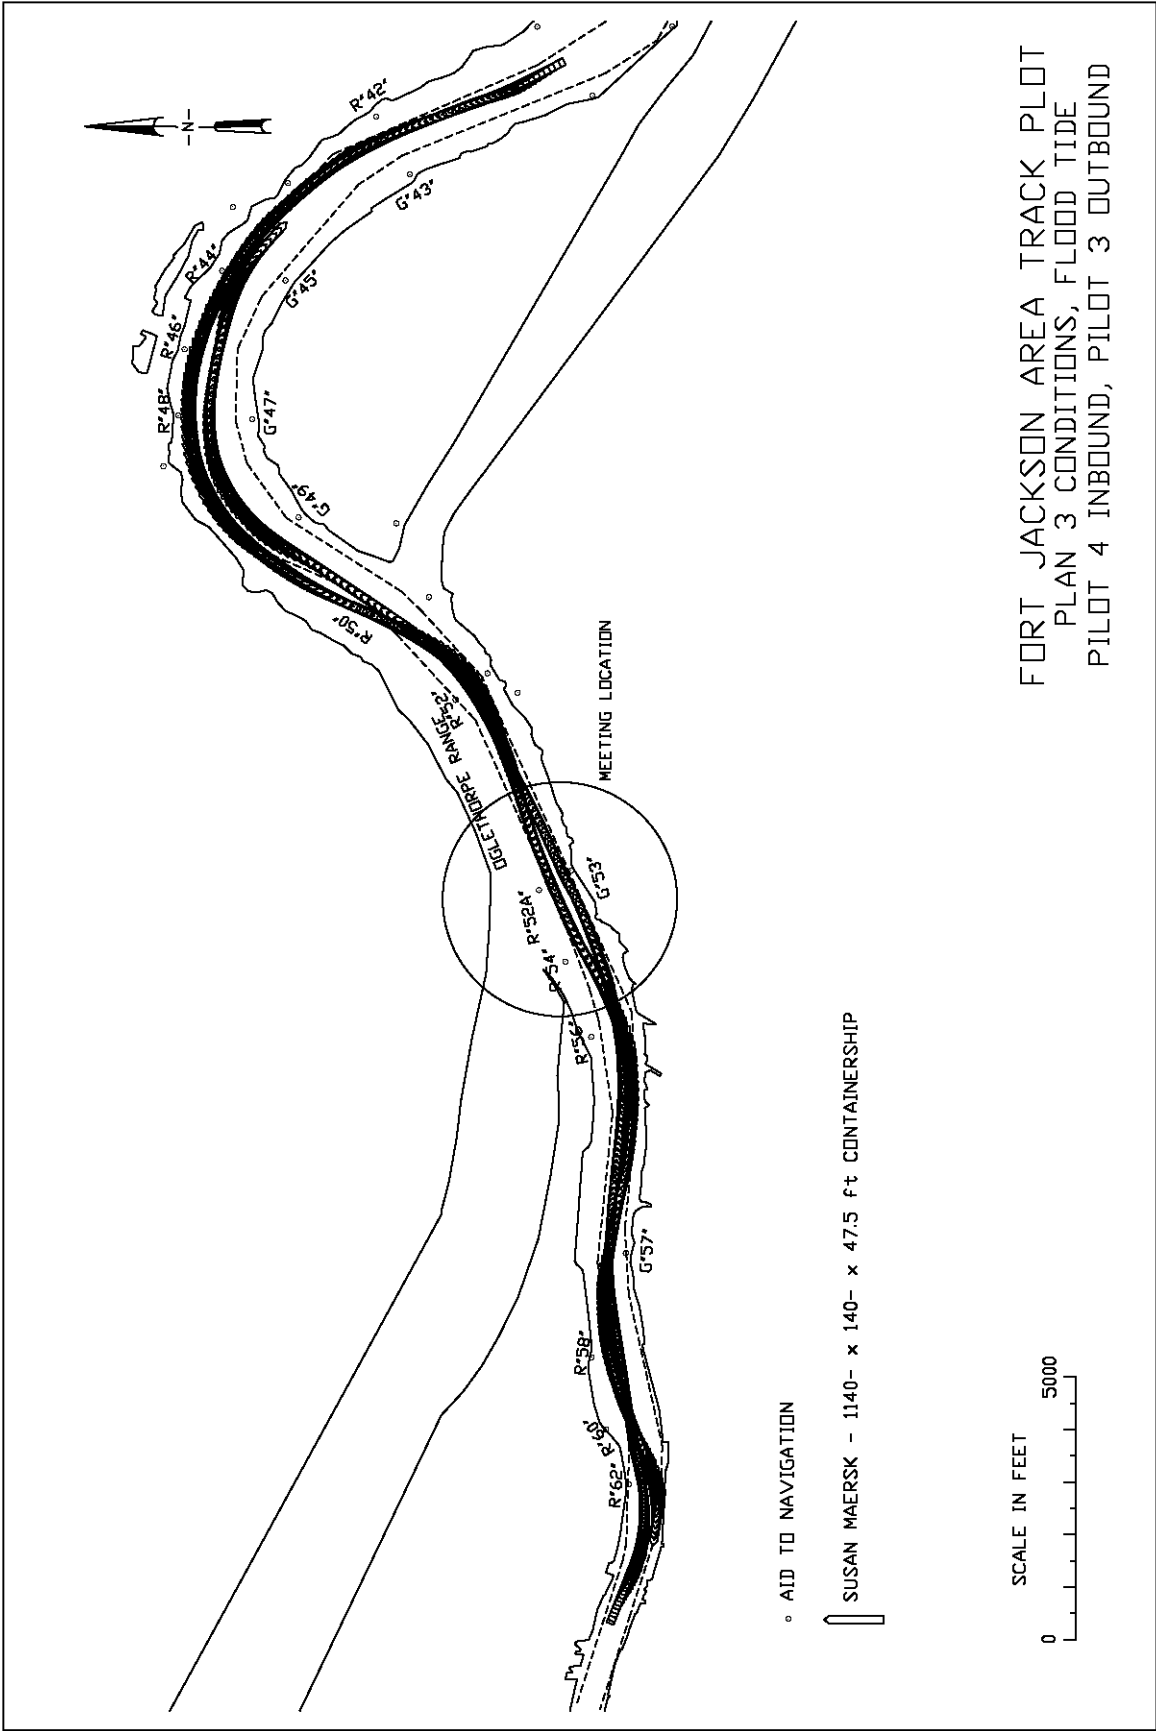 FORT JACKSON AREA TRACK PLOT
PLAN 3 CONDITIONS, FLOOD TIDE
PILOT 4 INBOUND, PILOT 3 OUTBOUND
-N-
R"42"
G"43"
R"44"
G"45"
R"46"
G"47"
R"48"
G"49"
R"50"
R"52"
OGLETHORPE RANGE
MEETING LOCATION
R"52A"
G"53"
R"54"
R"56"
G"57"
R"58"
R"60"
R"62"
AID TO NAVIGATION
SUSAN MAERSK - 1140- x 140- x 47.5 ft CONTAINERSHIP
SCALE IN FEET
0 5000